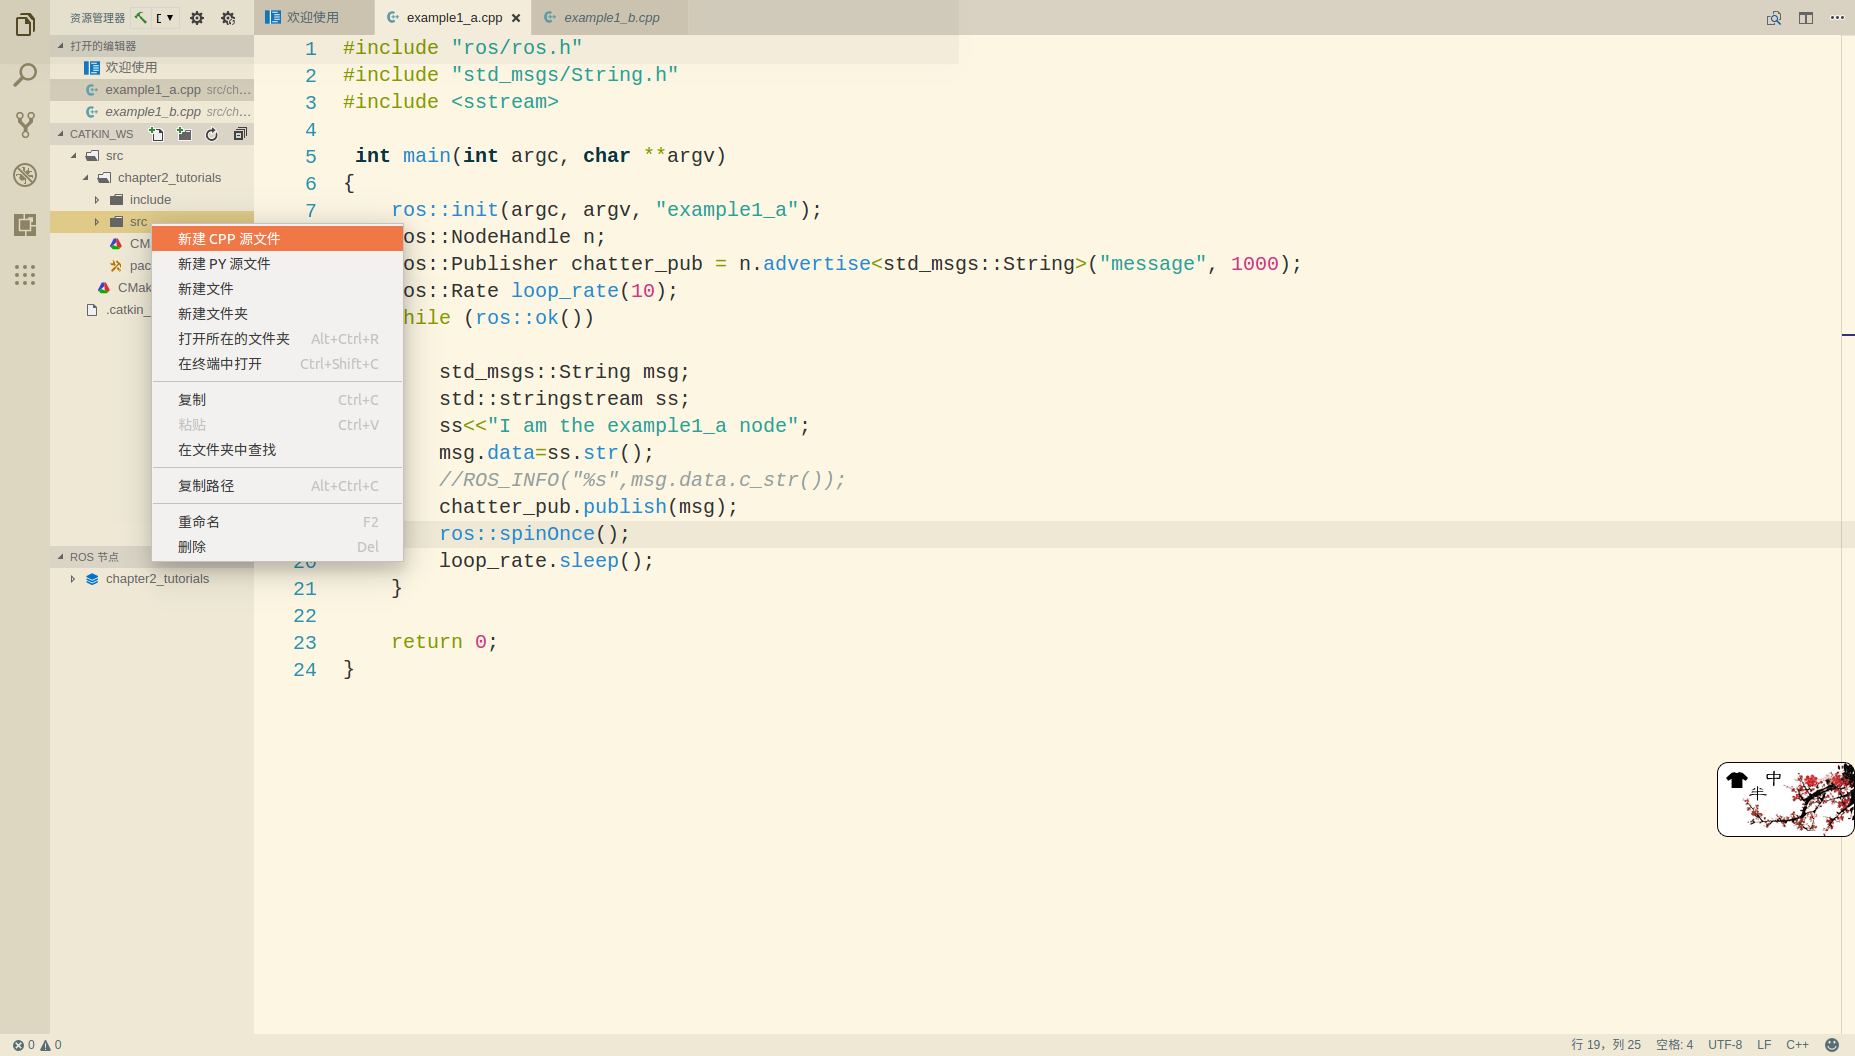 资源管理器
欢迎使用
example1_a.cpp
example1_b.cpp
打开的编辑器
欢迎使用
example1_a.cpp src/ch...
example1_b.cpp src/ch...
CATKIN_WS
src
chapter2_tutorials
include
src
CM
pac
CMak
.catkin_
新建 CPP 源文件
新建 PY 源文件
新建文件
新建文件夹
打开所在的文件夹 Alt+Ctrl+R
在终端中打开 Ctrl+Shift+C
复制 Ctrl+C
粘贴 Ctrl+V
在文件夹中查找
复制路径 Alt+Ctrl+C
重命名 F2
删除 Del
ROS 节点
chapter2_tutorials
1 #include "ros/ros.h"
2 #include "std_msgs/String.h"
3 #include <sstream>
4
5 int main(int argc, char **argv)
6 {
7 ros::init(argc, argv, "example1_a");
os::NodeHandle n;
os::Publisher chatter_pub = n.advertise<std_msgs::String>("message", 1000);
os::Rate loop_rate(10);
hile (ros::ok())
std_msgs::String msg;
std::stringstream ss;
ss<<"I am the example1_a node";
msg.data=ss.str();
//ROS_INFO("%s",msg.data.c_str());
chatter_pub.publish(msg);
ros::spinOnce();
20 loop_rate.sleep();
21 }
22
23 return 0;
24 }
中
半
0 0
行 19，列 25 空格: 4 UTF-8 LF C++